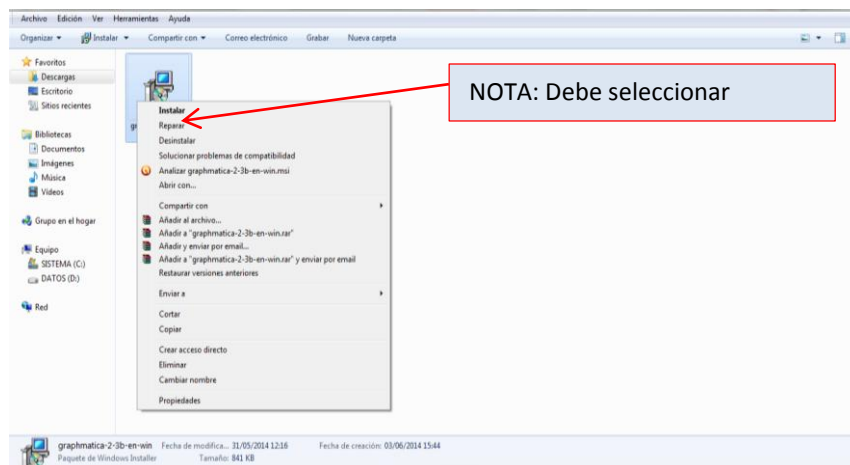 Archivo Edición Ver Herramientas Ayuda
Organizar Instalar Compartir con Correo electrónico Grabar Nueva carpeta
Favoritos
Descargas
Escritorio
Sitios recientes
Bibliotecas
Documentos
Imágenes
Música
Vídeos
Grupo en el hogar
Equipo
SISTEMA (C:)
DATOS (D:)
Red
Instalar
Reparar
Desinstalar
Solucionar problemas de compatibilidad
Analizar graphmatica-2-3b-en-win.msi
Abrir con...
Compartir con
Añadir al archivo...
Añadir a "graphmatica-2-3b-en-win.rar"
Añadir y enviar por email...
Añadir a "graphmatica-2-3b-en-win.rar" y enviar por email
Restaurar versiones anteriores
Enviar a
Cortar
Copiar
Crear acceso directo
Eliminar
Cambiar nombre
Propiedades
NOTA: Debe seleccionar
graphmatica-2-3b-en-win Fecha de modifica... 31/05/2014 12:16 Fecha de creación: 03/06/2014 15:44
Paquete de Windows Installer Tamaño: 841 KB